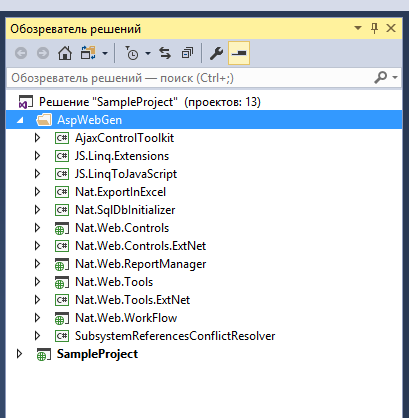 Обозреватель решений
Обозреватель решений — поиск (Ctrl+;)
Решение "SampleProject" (проектов: 13)
AspWebGen
C# AjaxControlToolkit
C# JS.Linq.Extensions
C# JS.LinqToJavaScript
C# Nat.ExportInExcel
C# Nat.SqlDbInitializer
Nat.Web.Controls
C# Nat.Web.Controls.ExtNet
Nat.Web.ReportManager
Nat.Web.Tools
C# Nat.Web.Tools.ExtNet
Nat.Web.WorkFlow
C# SubsystemReferencesConflictResolver
SampleProject